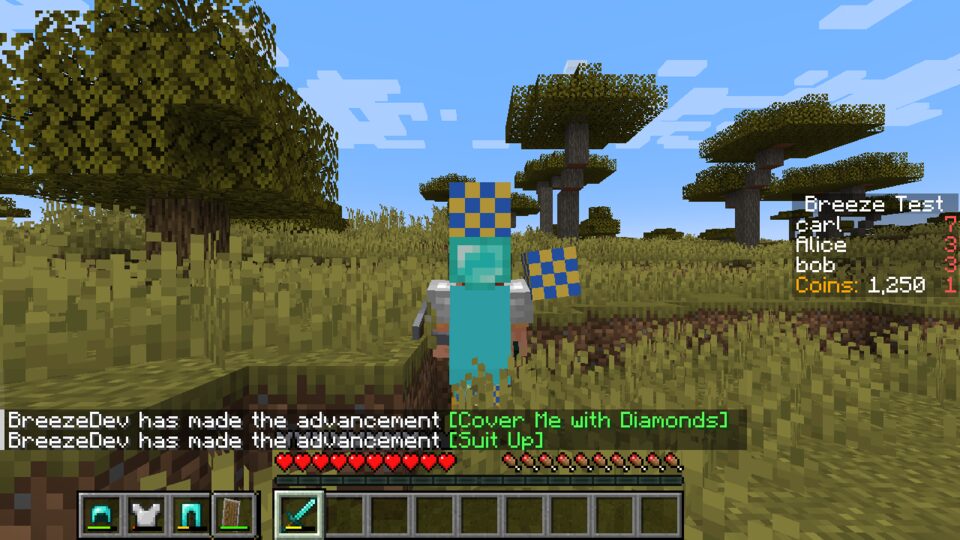 Breeze Test
carl 7
Alice 3
bob 3
Coins: 1,250 1
BreezeDev has made the advancement [Cover Me with Diamonds]
BreezeDev has made the advancement [Suit Up]